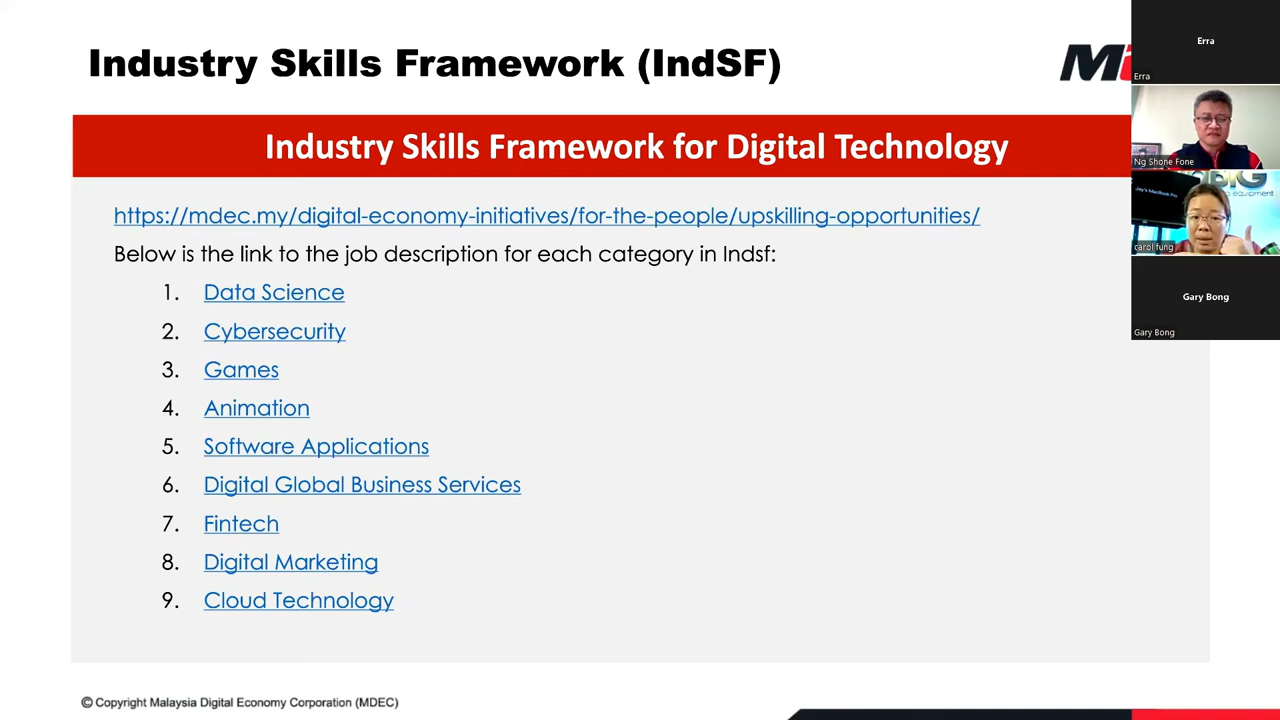 Industry Skills Framework (IndSF)
Industry Skills Framework for Digital Technology
https://mdec.my/digital-economy-initiatives/for-the-people/upskilling-opportunities/
Below is the link to the job description for each category in Indsf:
1. Data Science
2. Cybersecurity
3. Games
4. Animation
5. Software Applications
6. Digital Global Business Services
7. Fintech
8. Digital Marketing
9. Cloud Technology
© Copyright Malaysia Digital Economy Corporation (MDEC)
Erra
Erra
Ng Shone Fone
Jay's MacBook Pro
equipment
carol fung
Gary Bong
Gary Bong